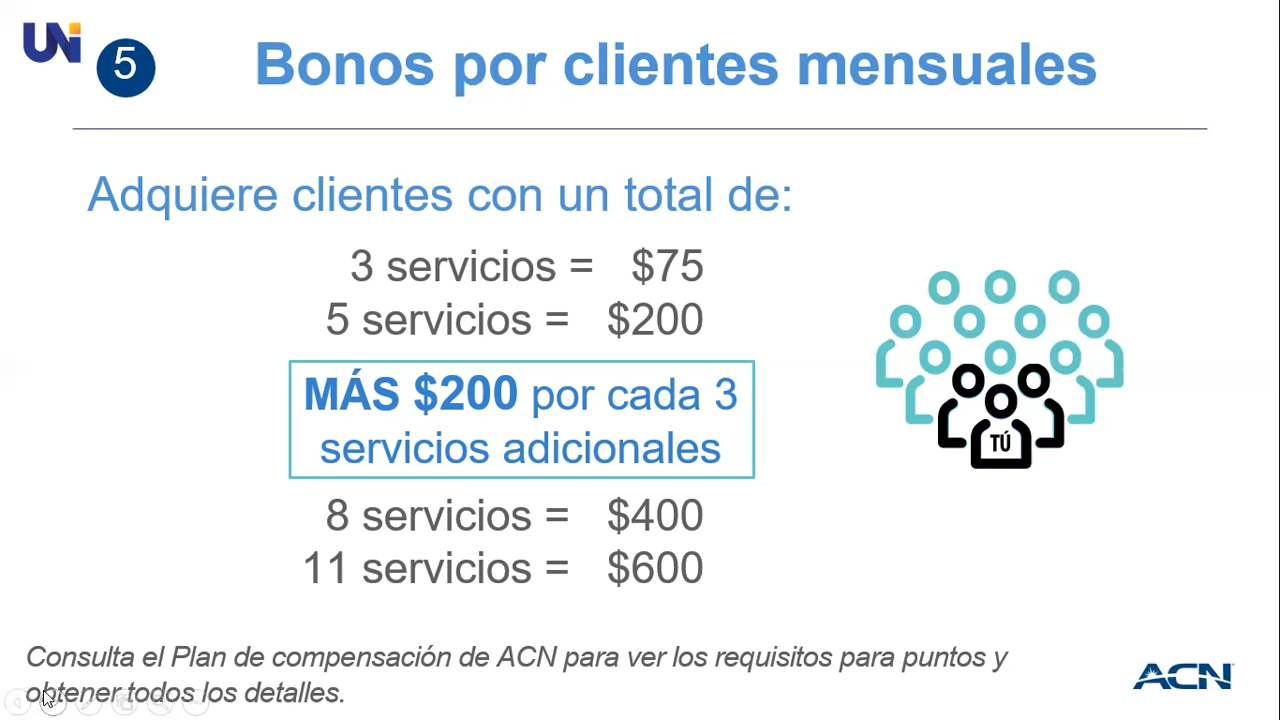 UNi
5
Bonos por clientes mensuales
Adquiere clientes con un total de:
3 servicios = $75
5 servicios = $200
MÁS $200 por cada 3
servicios adicionales
8 servicios = $400
11 servicios = $600
TÚ
Consulta el Plan de compensación de ACN para ver los requisitos para puntos y
obtener todos los detalles.
ACN